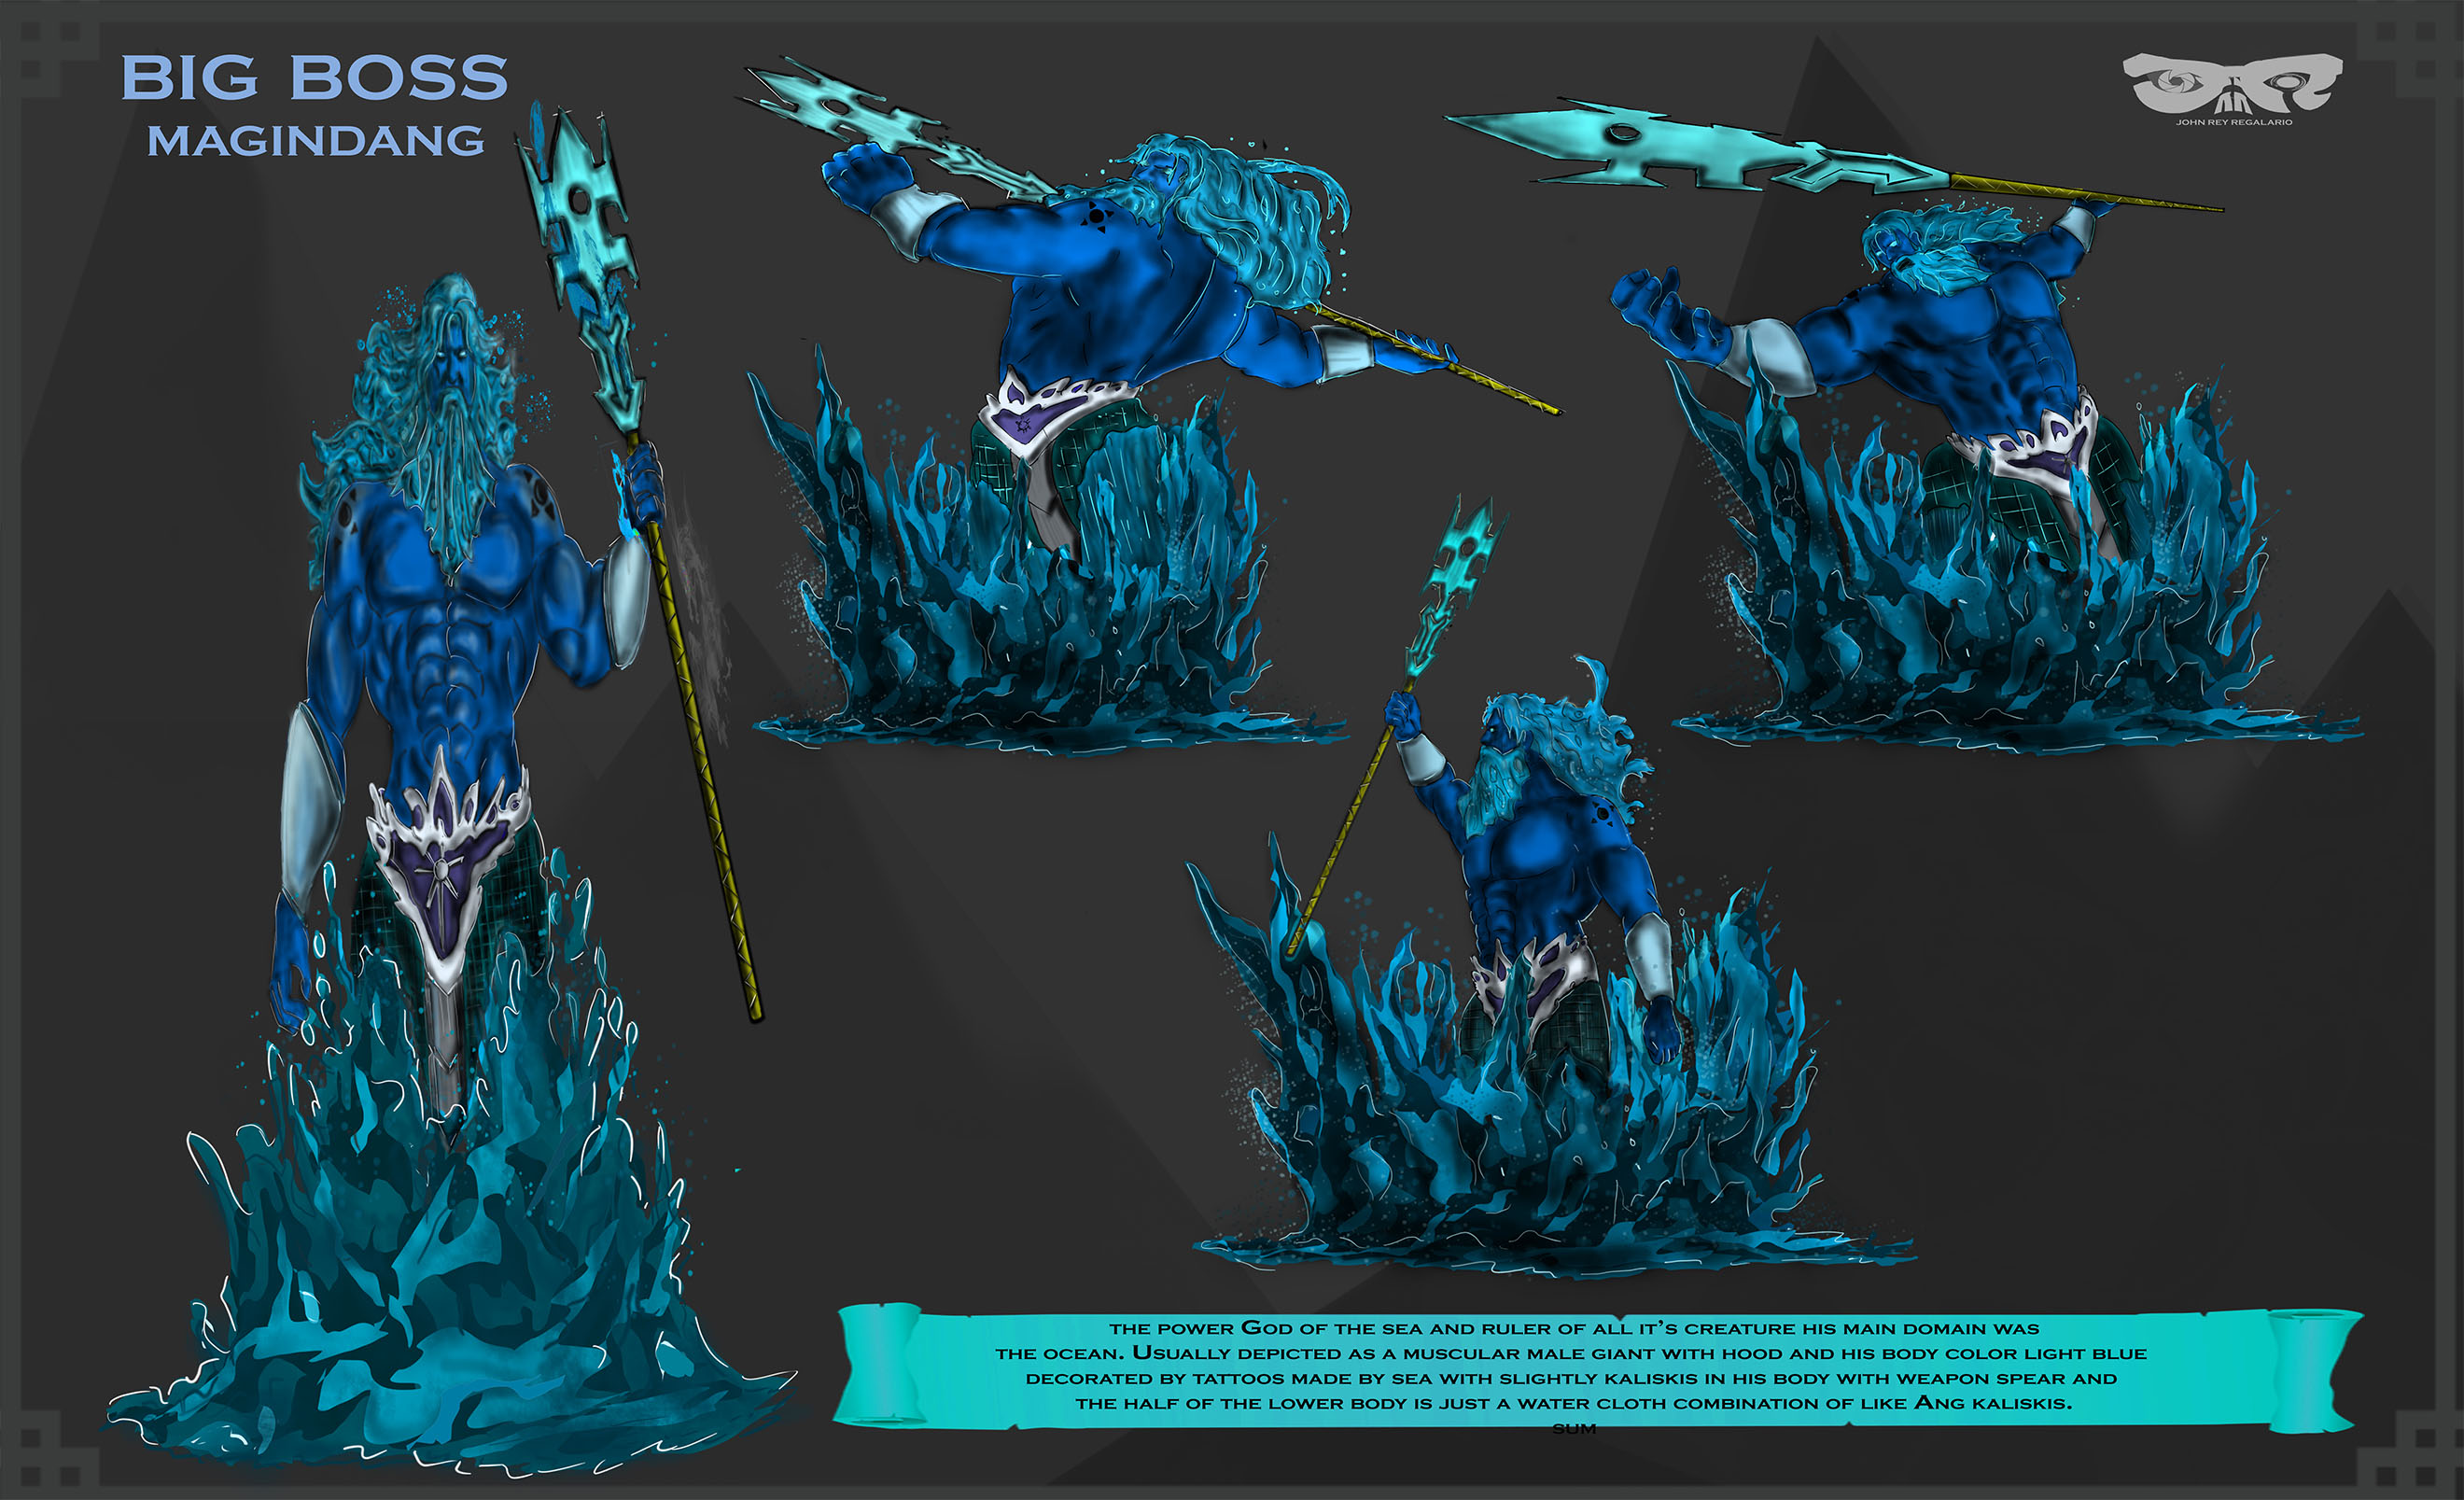 BIG BOSS
MAGINDANG
JOHN REY REGALARIO
THE POWER GOD OF THE SEA AND RULER OF ALL IT'S CREATURE HIS MAIN DOMAIN WAS
THE OCEAN. USUALLY DEPICTED AS A MUSCULAR MALE GIANT WITH HOOD AND HIS BODY COLOR LIGHT BLUE
DECORATED BY TATTOOS MADE BY SEA WITH SLIGHTLY KALISKIS IN HIS BODY WITH WEAPON SPEAR AND
THE HALF OF THE LOWER BODY IS JUST A WATER CLOTH COMBINATION OF LIKE ANG KALISKIS.
SUM